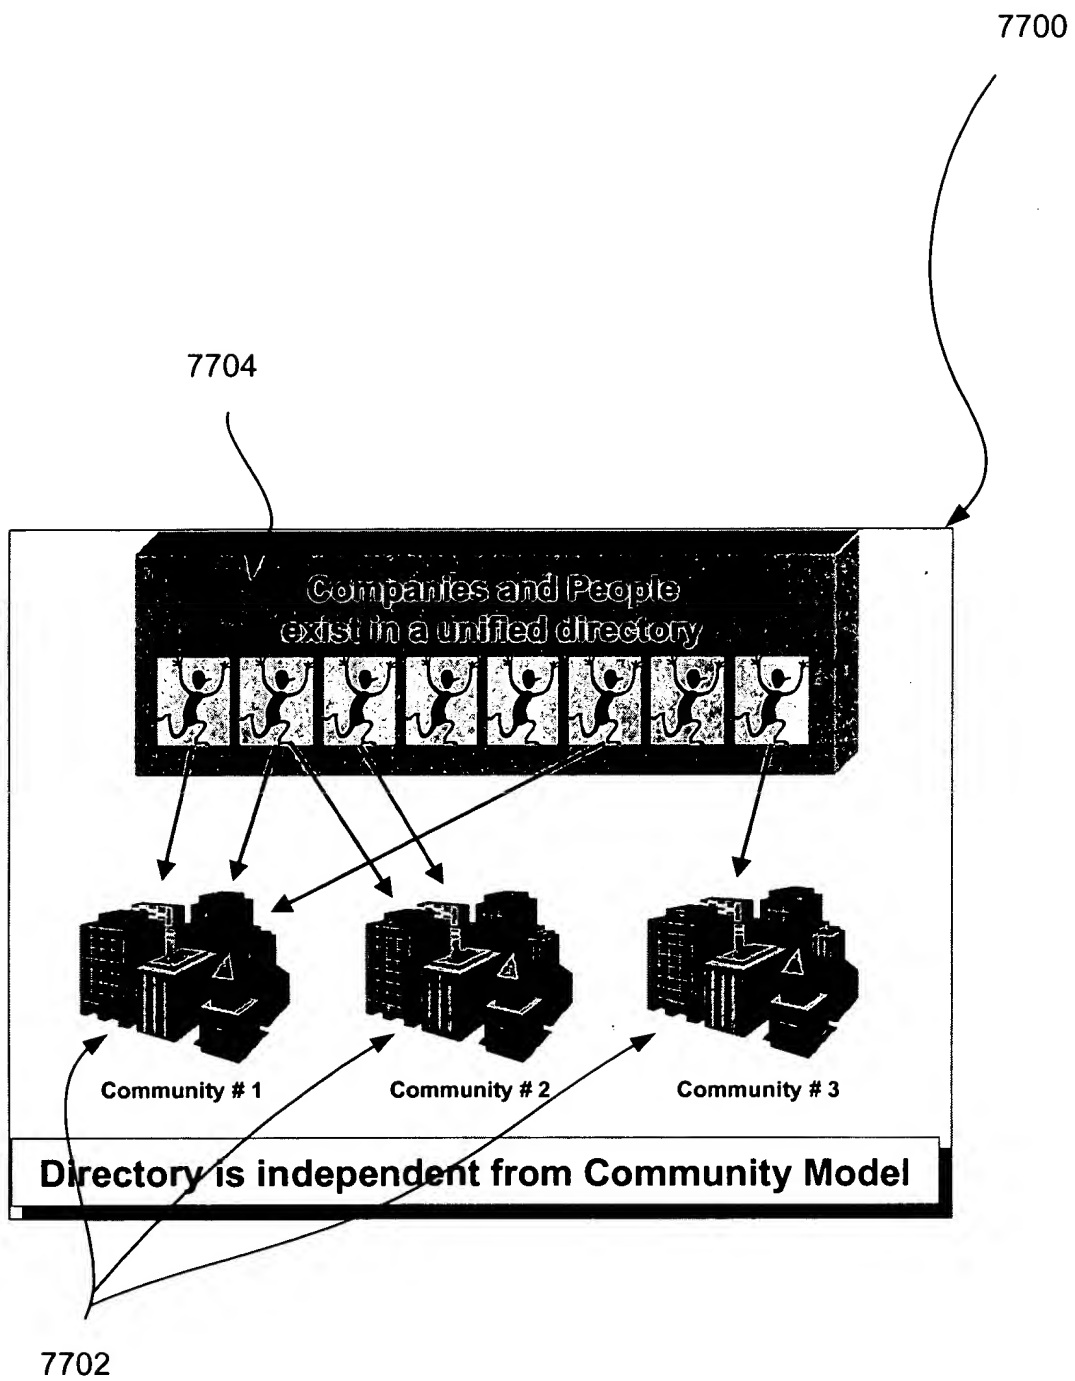 7700
7704
Companies and People
exist in a unified directory
Community # 1
Community # 2
Community # 3
Directory is independent from Community Model
7702